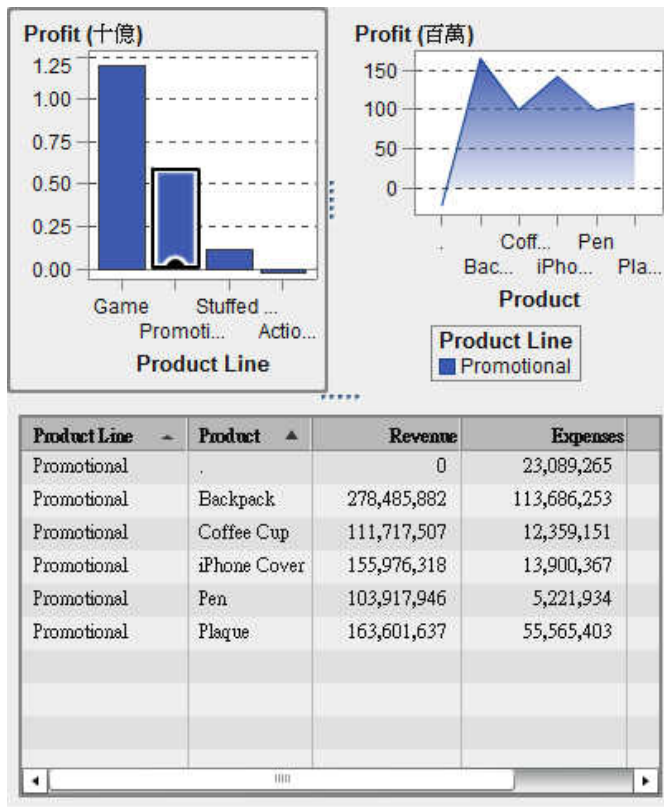 Profit (十億)
1.25
1.00
0.75
0.50
0.25
0.00
Game
Stuffed ...
Promoti...
Actio...
Product Line
Profit (百萬)
150
100
50
0
.
Coff...
Pen
Bac...
iPho...
Pla...
Product
Product Line
Promotional
Product Line Product Revenue Expenses
Promotional . 0 23,089,265
Promotional Backpack 278,485,882 113,686,253
Promotional Coffee Cup 111,717,507 12,359,151
Promotional iPhone Cover 155,976,318 13,900,367
Promotional Pen 103,917,946 5,221,934
Promotional Plaque 163,601,637 55,565,403